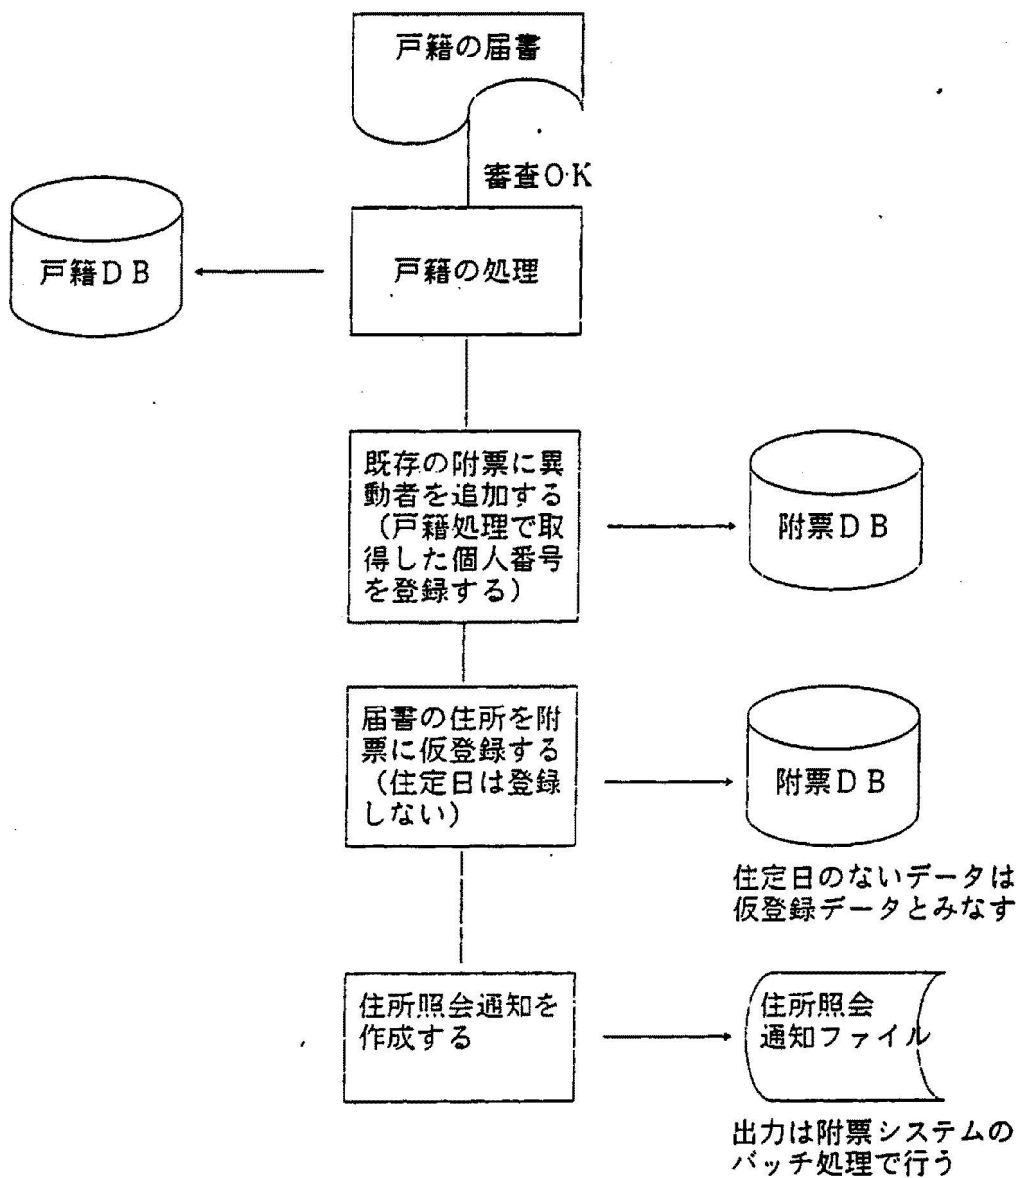 戸籍の届書
審査O·K
戸籍DB
戸籍の処理
既存の附票に異
動者を追加する
(戸籍処理で取
得した個人番号
を登録する)
附票DB
届書の住所を附
票に仮登録する
(住定日は登録
しない)
附票DB
住定日のないデータは
仮登録データとみなす
住所照会通知を
作成する
住所照会
通知ファイル
出力は附票システムの
バッチ処理で行う